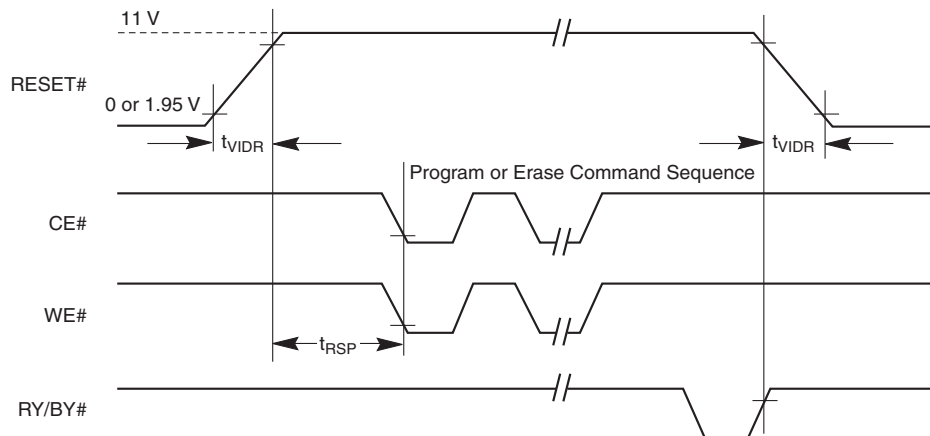 11 V
RESET#
0 or 1.95 V
tVIDR
tVIDR
Program or Erase Command Sequence
CE#
WE#
tRSP
RY/BY#